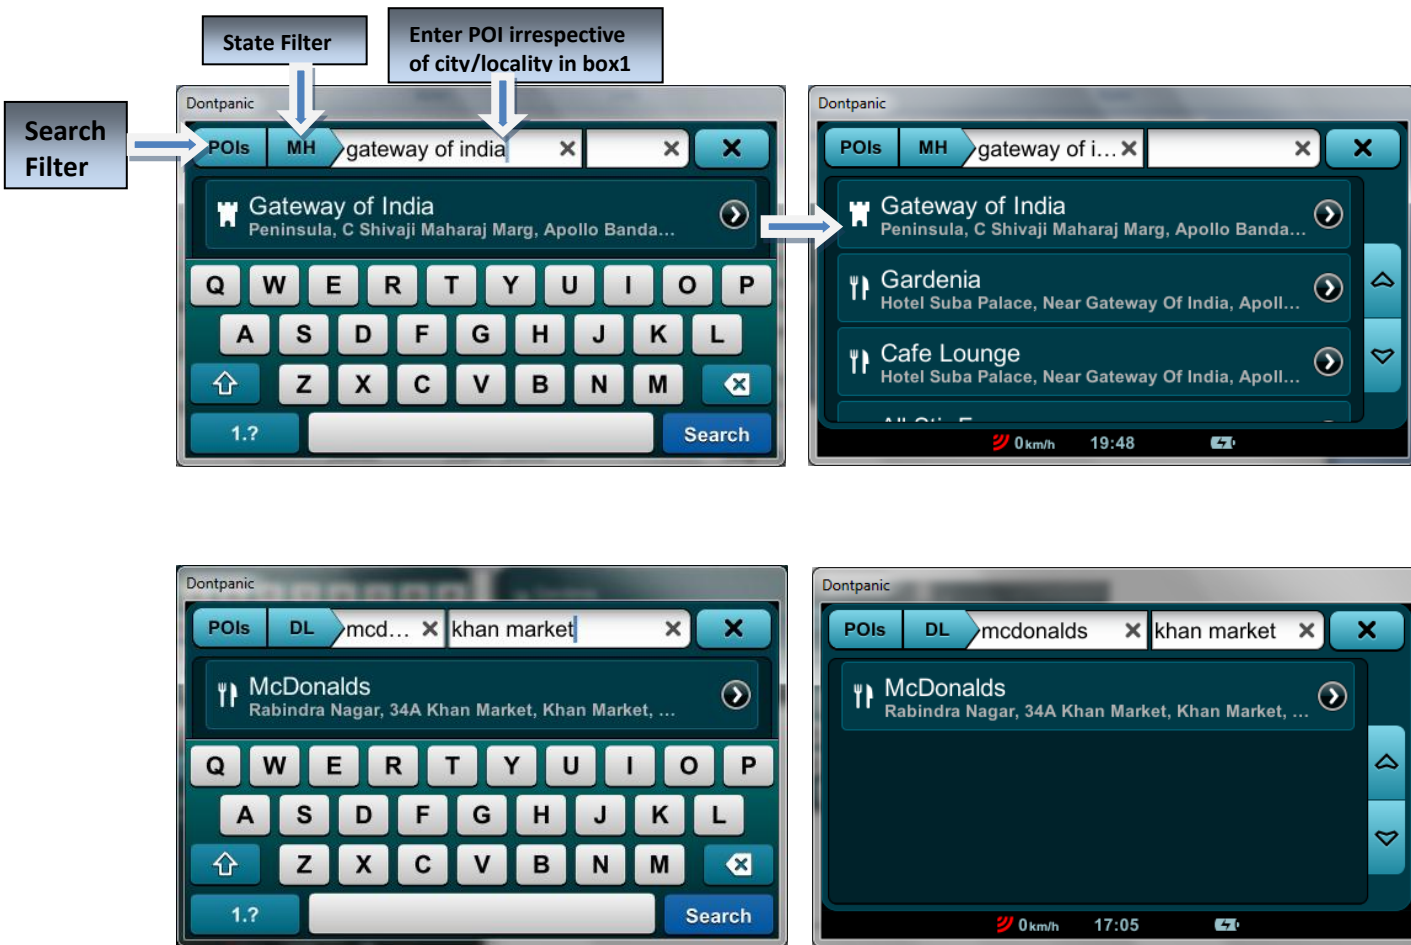 State Filter
Enter POI irrespective
of city/locality in box1
Search
Filter
Dontpanic
POIs MH gateway of india
Gateway of India
Peninsula, C Shivaji Maharaj Marg, Apollo Banda...
Q W E R T Y U I O P
A S D F G H J K L
Z X C V B N M
1.? Search
Dontpanic
POIs MH gateway of i...
Gateway of India
Peninsula, C Shivaji Maharaj Marg, Apollo Banda...
Gardenia
Hotel Suba Palace, Near Gateway Of India, Apoll...
Cafe Lounge
Hotel Suba Palace, Near Gateway Of India, Apoll...
0 km/h 19:48
Dontpanic
POIs DL mcd... khan market
McDonalds
Rabindra Nagar, 34A Khan Market, Khan Market, ...
Q W E R T Y U I O P
A S D F G H J K L
Z X C V B N M
1.? Search
Dontpanic
POIs DL mcdonalds khan market
McDonalds
Rabindra Nagar, 34A Khan Market, Khan Market, ...
0 km/h 17:05